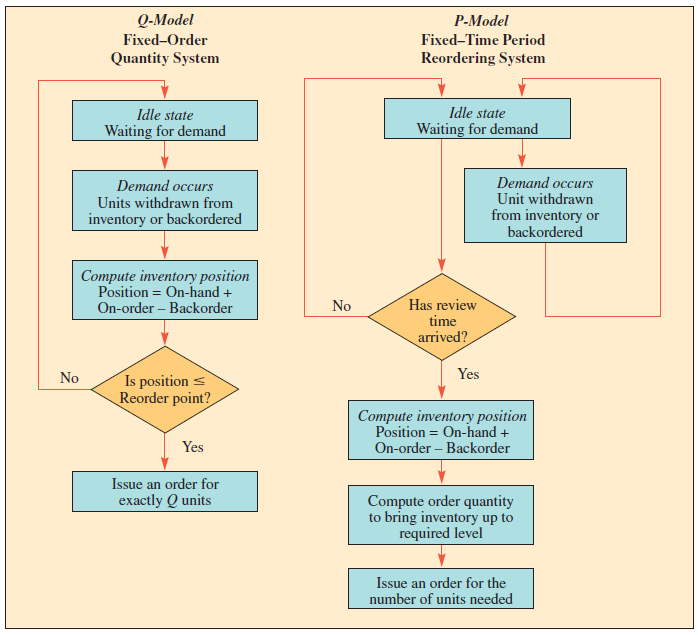 Q-Model
Fixed–Order
Quantity System
Idle state
Waiting for demand
Demand occurs
Units withdrawn from
inventory or backordered
Compute inventory position
Position = On-hand +
On-order – Backorder
No
Is position ≤
Reorder point?
Yes
Issue an order for
exactly Q units
P-Model
Fixed–Time Period
Reordering System
Idle state
Waiting for demand
Demand occurs
Unit withdrawn
from inventory or
backordered
No
Has review
time
arrived?
Yes
Compute inventory position
Position = On-hand +
On-order – Backorder
Compute order quantity
to bring inventory up to
required level
Issue an order for the
number of units needed